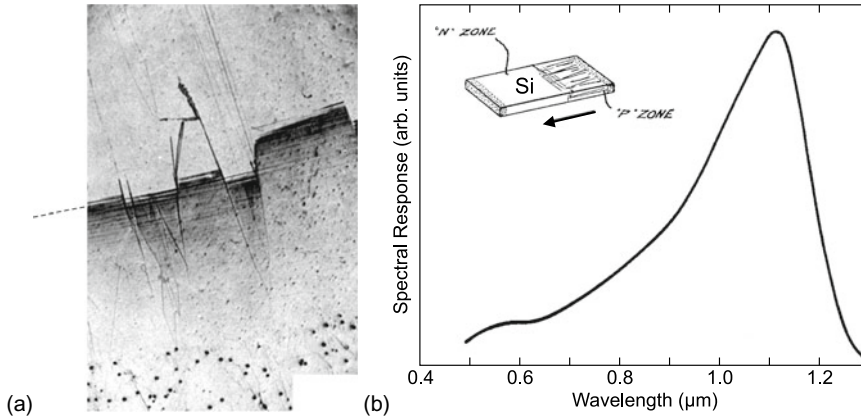 (a)
(b)
Spectral Response (arb. units)
"N" ZONE
Si
"P" ZONE
0.4 0.6 0.8 1.0 1.2
Wavelength (µm)